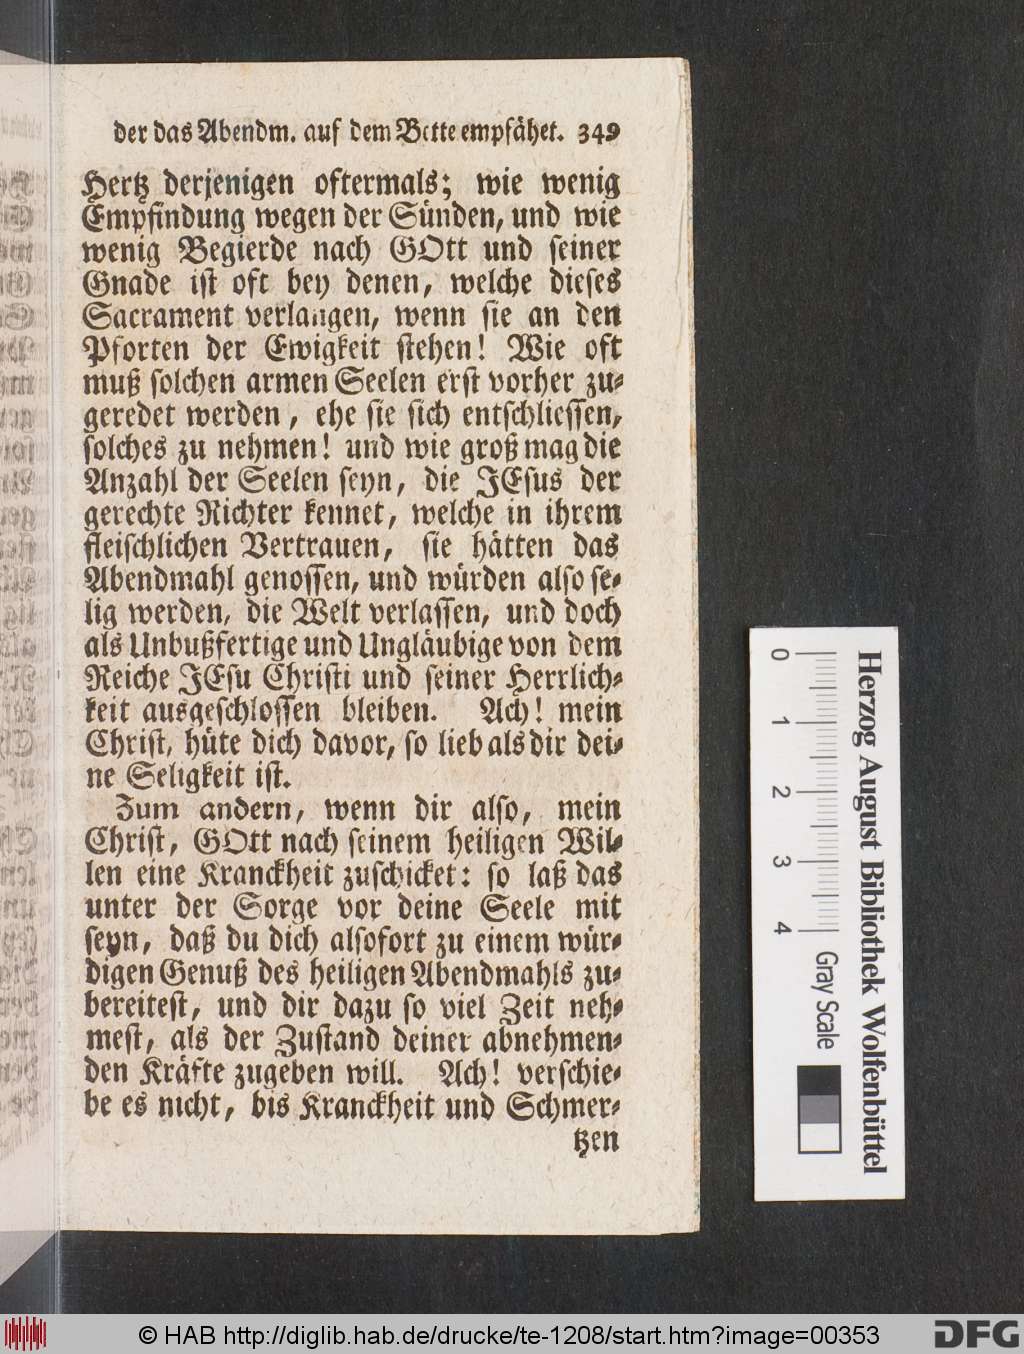 der das Abendm. auf dem Bette empfähet. 349
Hertz derjenigen oftermals; wie wenig
Empfindung wegen der Sünden, und wie
wenig Begierde nach GOtt und seiner
Gnade ist oft bey denen, welche dieses
Sacrament verlangen, wenn sie an den
Pforten der Ewigkeit stehen! Wie oft
muß solchen armen Seelen erst vorher zu-
geredet werden, ehe sie sich entschliessen,
solches zu nehmen! und wie groß mag die
Anzahl der Seelen seyn, die JEsus der
gerechte Richter kennet, welche in ihrem
fleischlichen Vertrauen, sie hätten das
Abendmahl genossen, und würden also se-
lig werden, die Welt verlassen, und doch
als Unbußfertige und Ungläubige von dem
Reiche JEsu Christi und seiner Herrlich-
keit ausgeschlossen bleiben. Ach! mein
Christ, hüte dich davor, so lieb als dir dei-
ne Seligkeit ist.
Zum andern, wenn dir also, mein
Christ, GOtt nach seinem heiligen Wil-
len eine Kranckheit zuschicket: so laß das
unter der Sorge vor deine Seele mit
seyn, daß du dich alsofort zu einem wür-
digen Genuß des heiligen Abendmahls zu-
bereitest, und dir dazu so viel Zeit neh-
mest, als der Zustand deiner abnehmen-
den Kräfte zugeben will. Ach! verschie-
be es nicht, bis Kranckheit und Schmer-
tzen
Herzog August Bibliothek Wolfenbüttel
0 1 2 3 4 Gray Scale
© HAB http://diglib.hab.de/drucke/te-1208/start.htm?image=00353
DFG